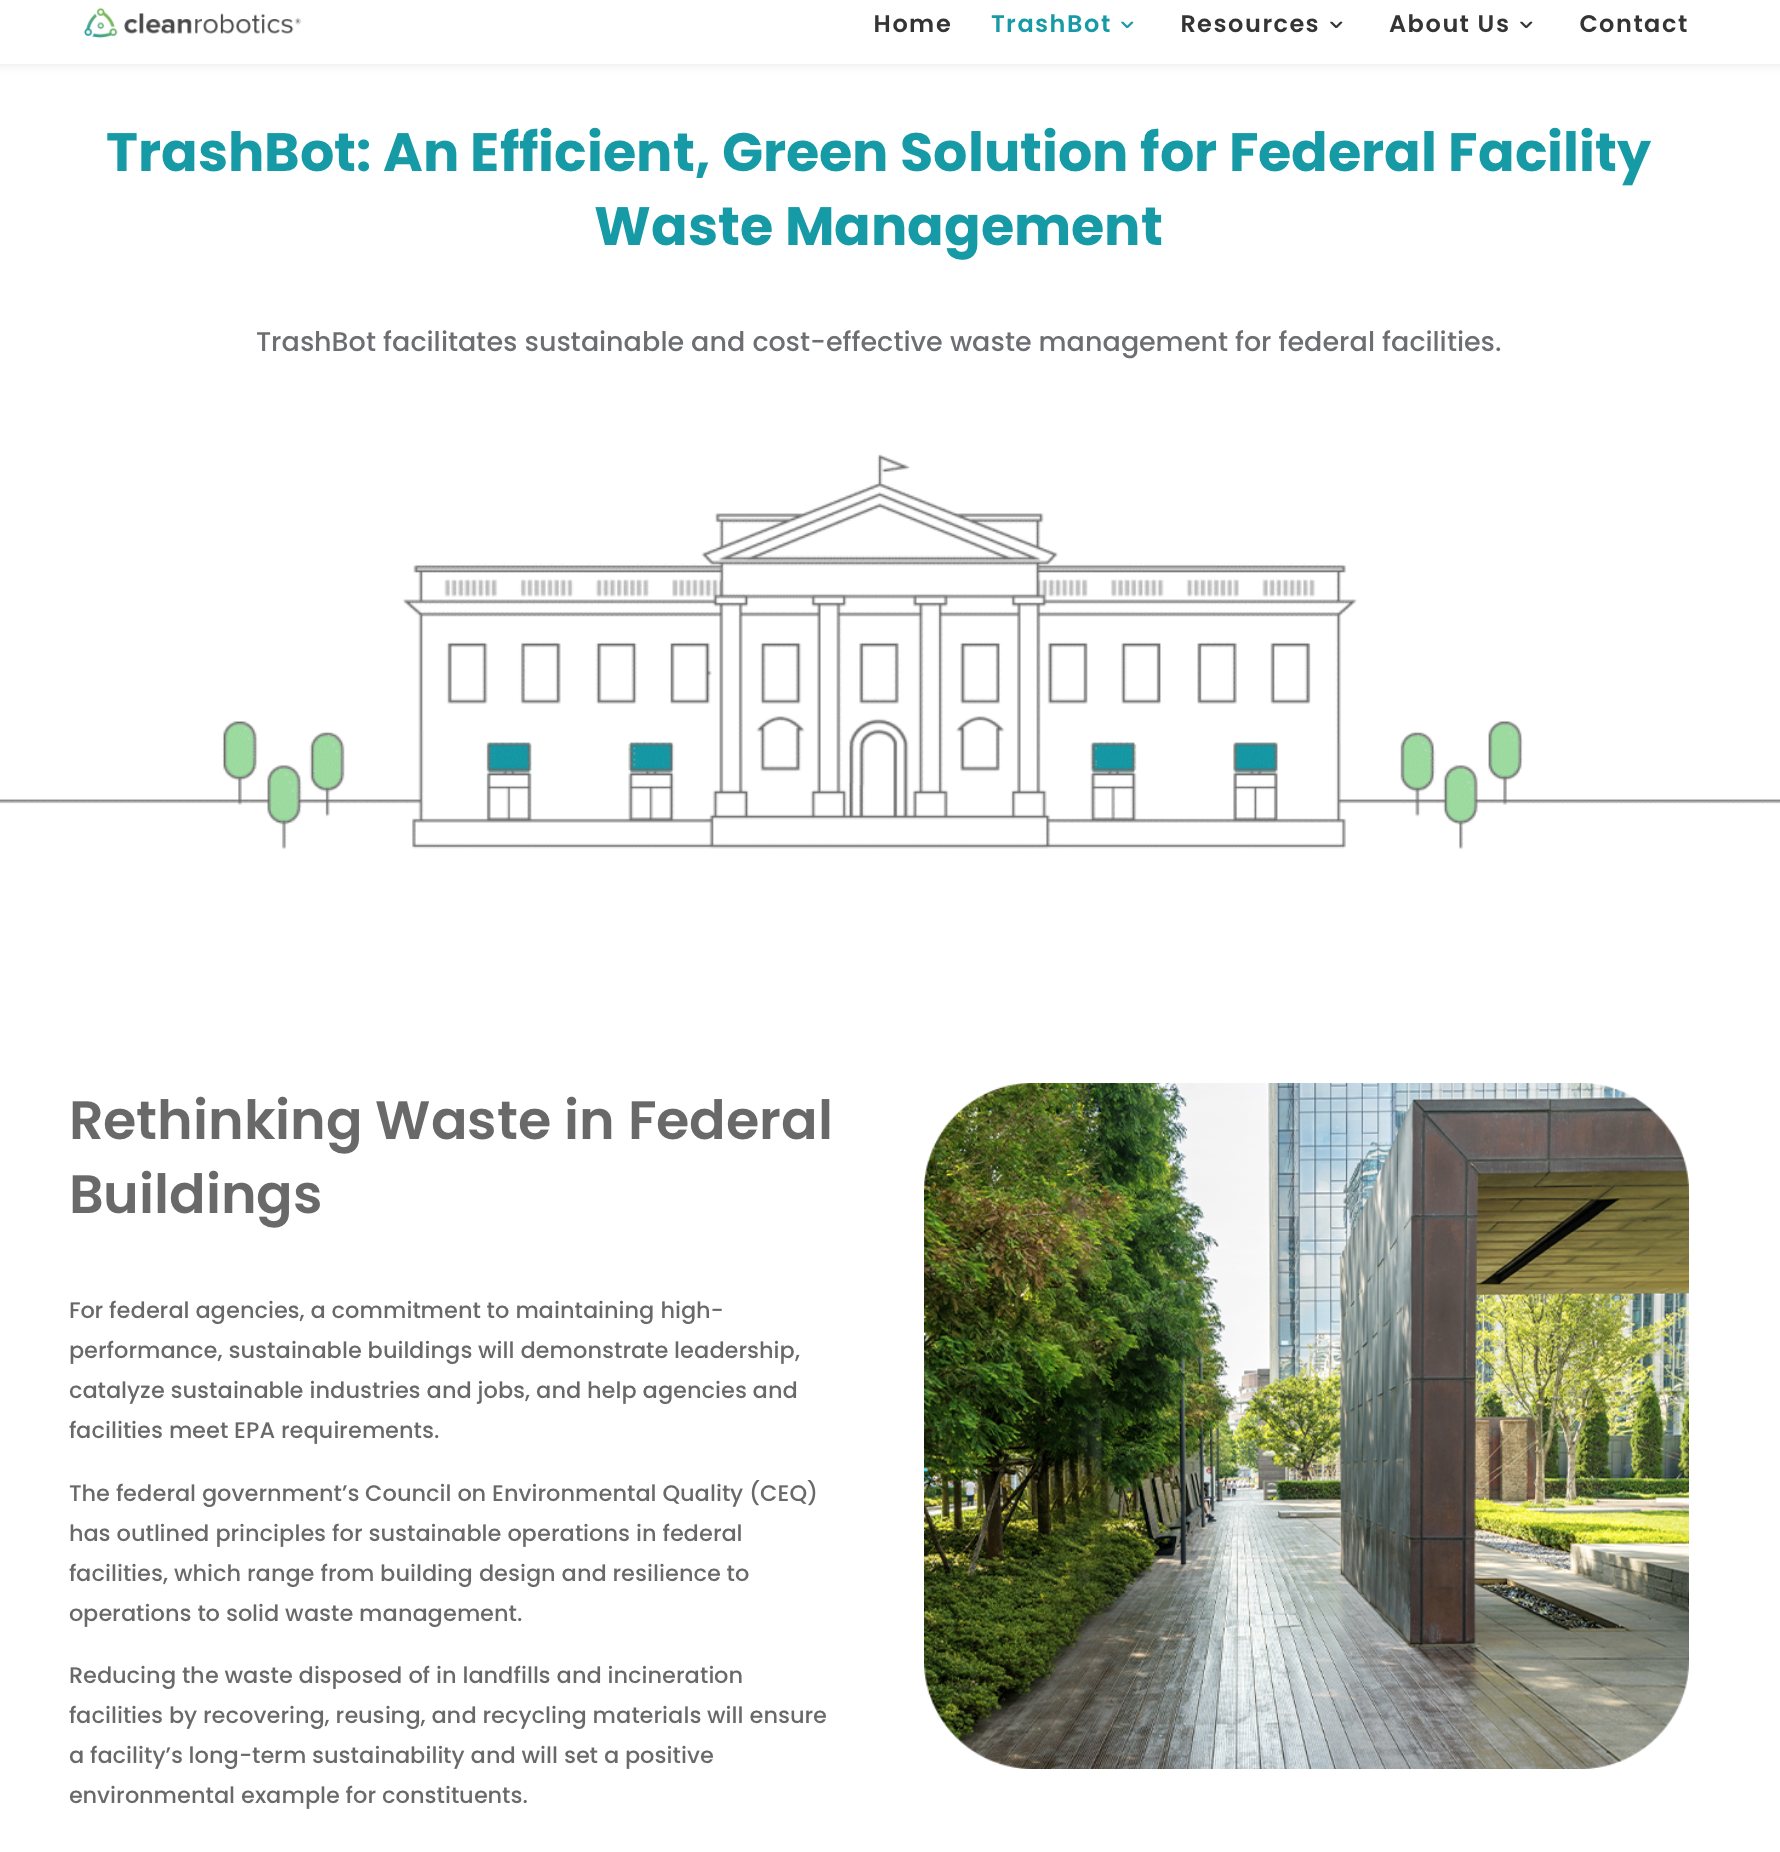 cleanrobotics®
Home TrashBot Resources About Us Contact
TrashBot: An Efficient, Green Solution for Federal Facility
Waste Management
TrashBot facilitates sustainable and cost-effective waste management for federal facilities.
Rethinking Waste in Federal
Buildings
For federal agencies, a commitment to maintaining high-
performance, sustainable buildings will demonstrate leadership,
catalyze sustainable industries and jobs, and help agencies and
facilities meet EPA requirements.
The federal government’s Council on Environmental Quality (CEQ)
has outlined principles for sustainable operations in federal
facilities, which range from building design and resilience to
operations to solid waste management.
Reducing the waste disposed of in landfills and incineration
facilities by recovering, reusing, and recycling materials will ensure
a facility’s long-term sustainability and will set a positive
environmental example for constituents.